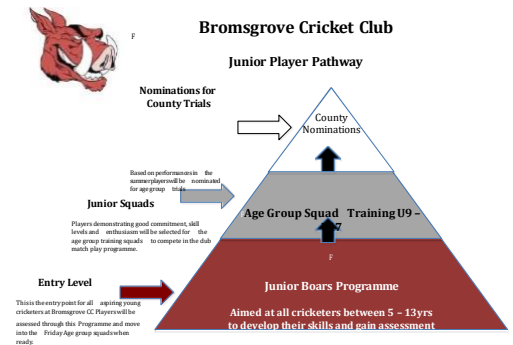 Bromsgrove Cricket Club
F
Junior Player Pathway
Nominations for
County Trials
County
Nominations
Based on performances in the
summer players will be nominated
for age group trials
Junior Squads
Players demonstrating good commitment, skill
levels and enthusiasm will be selected for the
age group training squads to compete in the club
match play programme.
Age Group Squad Training U9 –
7
F
Entry Level
This is the entry point for all aspiring young
cricketers at Bromsgrove CC Players will be
assessed through this Programme and move
into the Friday Age group squads when
ready.
Junior Boars Programme
Aimed at all cricketers between 5 – 13yrs
to develop their skills and gain assessment